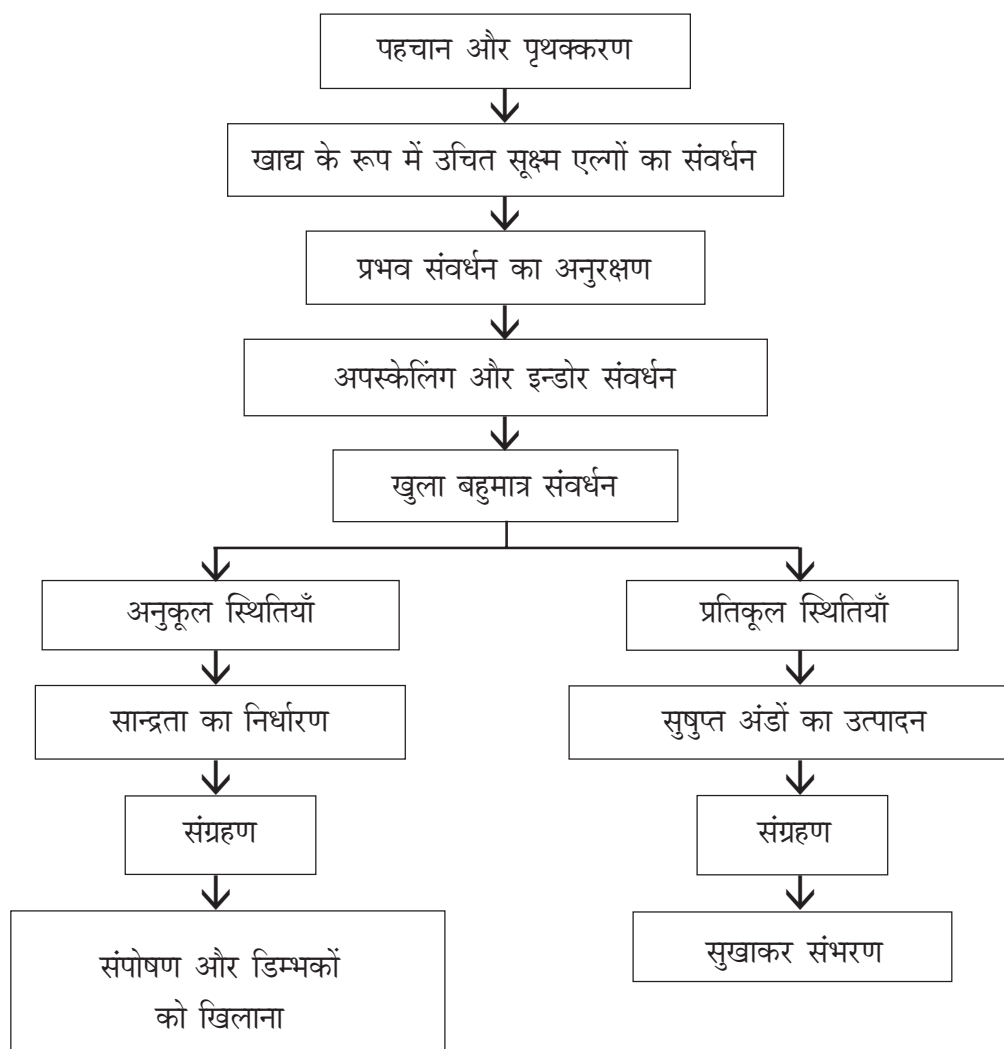 पहचान और पृथक्करण
खाद्य के रूप में उचित सूक्ष्म एल्गों का संवर्धन
प्रभव संवर्धन का अनुरक्षण
अपस्केलिंग और इन्डोर संवर्धन
खुला बहुमात्र संवर्धन
अनुकूल स्थितियाँ
प्रतिकूल स्थितियाँ
सान्द्रता का निर्धारण
सुषुप्त अंडों का उत्पादन
संग्रहण
संग्रहण
संपोषण और डिम्भकों
को खिलाना
सुखाकर संभरण